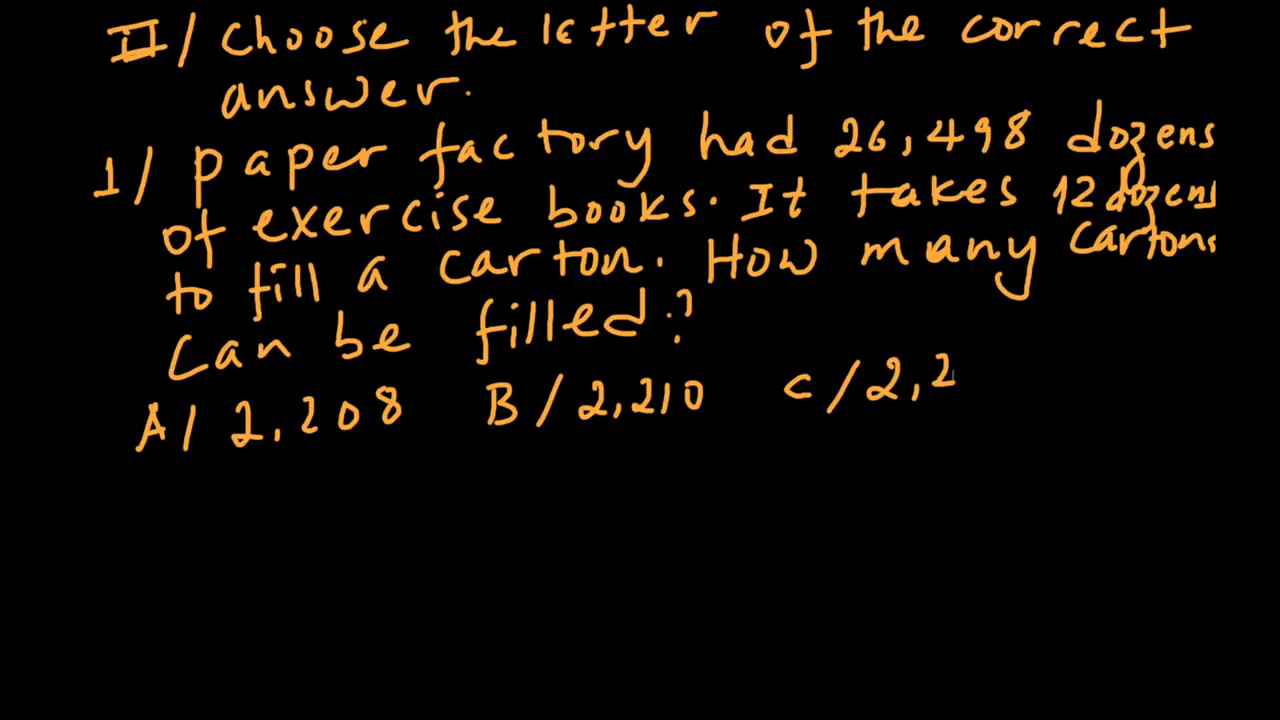 II/ Choose the letter of the correct
answer.
1/ Paper factory had 26,498 dozens
of exercise books. It takes 12 dozens
to fill a carton. How many cartons
can be filled?
A/ 2,208 B/ 2,210 C/ 2,2